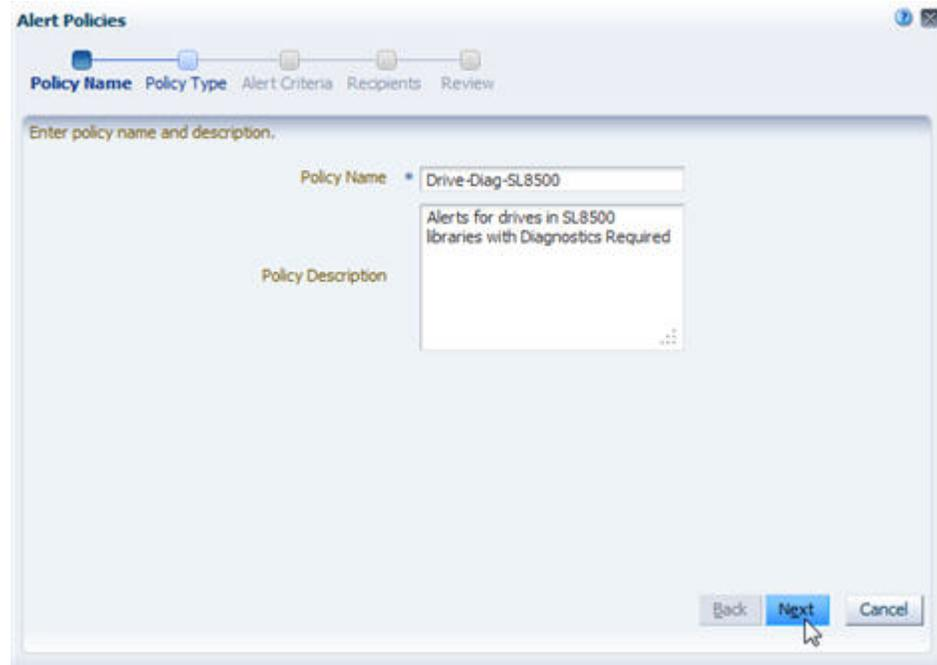 Alert Policies
Policy Name Policy Type Alert Criteria Recipients Review
Enter policy name and description.
Policy Name * Drive-Diag-SL8500
Alerts for drives in SL8500
libraries with Diagnostics Required
Policy Description
Back Next Cancel